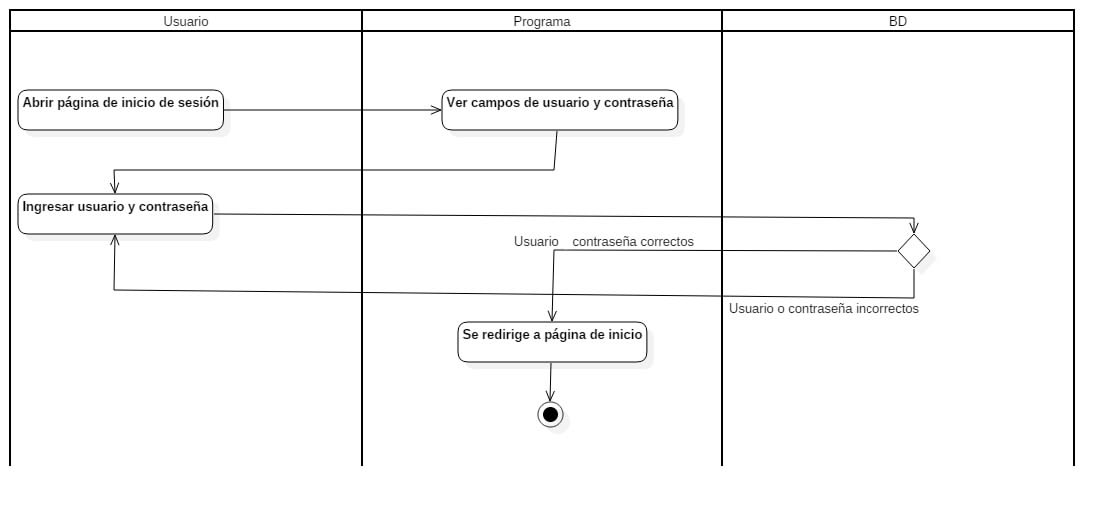 Usuario
Programa
BD
Abrir página de inicio de sesión
Ver campos de usuario y contraseña
Ingresar usuario y contraseña
Usuario contraseña correctos
Usuario o contraseña incorrectos
Se redirige a página de inicio